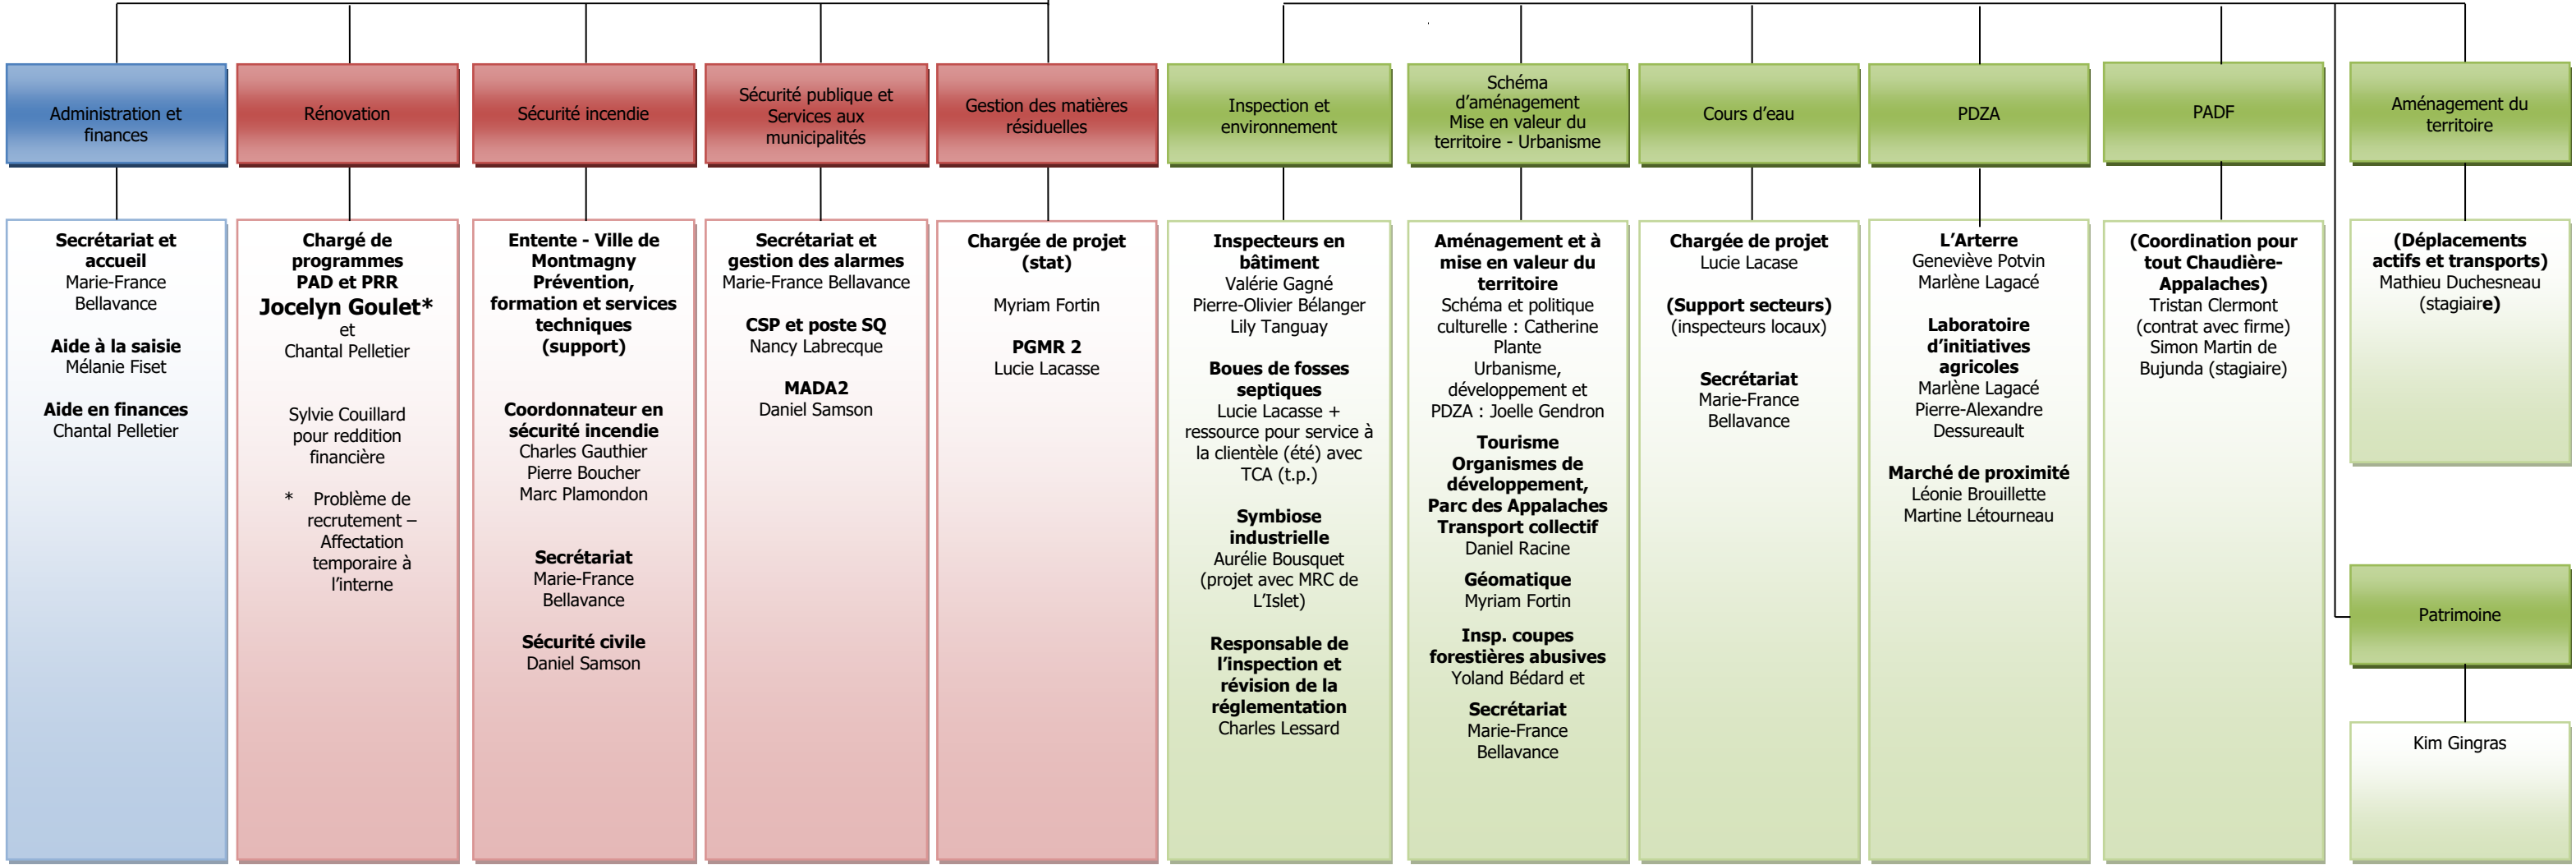 Administration et
finances
Secrétariat et
accueil
Marie-France
Bellavance
Aide à la saisie
Mélanie Fiset
Aide en finances
Chantal Pelletier
Rénovation
Chargé de
programmes
PAD et PRR
Jocelyn Goulet*
et
Chantal Pelletier
Sylvie Couillard
pour reddition
financière
* Problème de
recrutement –
Affectation
temporaire à
l'interne
Sécurité incendie
Entente - Ville de
Montmagny
Prévention,
formation et services
techniques
(support)
Coordonnateur en
sécurité incendie
Charles Gauthier
Pierre Boucher
Marc Plamondon
Secrétariat
Marie-France
Bellavance
Sécurité civile
Daniel Samson
Sécurité publique et
Services aux
municipalités
Secrétariat et
gestion des alarmes
Marie-France Bellavance
CSP et poste SQ
Nancy Labrecque
MADA2
Daniel Samson
Gestion des matières
résiduelles
Chargée de projet
(stat)
Myriam Fortin
PGMR 2
Lucie Lacasse
Inspection et
environnement
Inspecteurs en
bâtiment
Valérie Gagné
Pierre-Olivier Bélanger
Lily Tanguay
Boues de fosses
septiques
Lucie Lacasse +
ressource pour service à
la clientèle (été) avec
TCA (t.p.)
Symbiose
industrielle
Aurélie Bousquet
(projet avec MRC de
L'Islet)
Responsable de
l'inspection et
révision de la
réglementation
Charles Lessard
Schéma
d'aménagement
Mise en valeur du
territoire - Urbanisme
Aménagement et à
mise en valeur du
territoire
Schéma et politique
culturelle : Catherine
Plante
Urbanisme,
développement et
PDZA : Joelle Gendron
Tourisme
Organismes de
développement,
Parc des Appalaches
Transport collectif
Daniel Racine
Géomatique
Myriam Fortin
Insp. coupes
forestières abusives
Yoland Bédard et
Secrétariat
Marie-France
Bellavance
Cours d'eau
Chargée de projet
Lucie Lacase
(Support secteurs)
(inspecteurs locaux)
Secrétariat
Marie-France
Bellavance
PDZA
L'Arterre
Geneviève Potvin
Marlène Lagacé
Laboratoire
d'initiatives
agricoles
Marlène Lagacé
Pierre-Alexandre
Dessureault
Marché de proximité
Léonie Brouillette
Martine Létourneau
PADF
(Coordination pour
tout Chaudière-
Appalaches)
Tristan Clermont
(contrat avec firme)
Simon Martin de
Bujunda (stagiaire)
Aménagement du
territoire
(Déplacements
actifs et transports)
Mathieu Duchesneau
(stagiaire)
Patrimoine
Kim Gingras